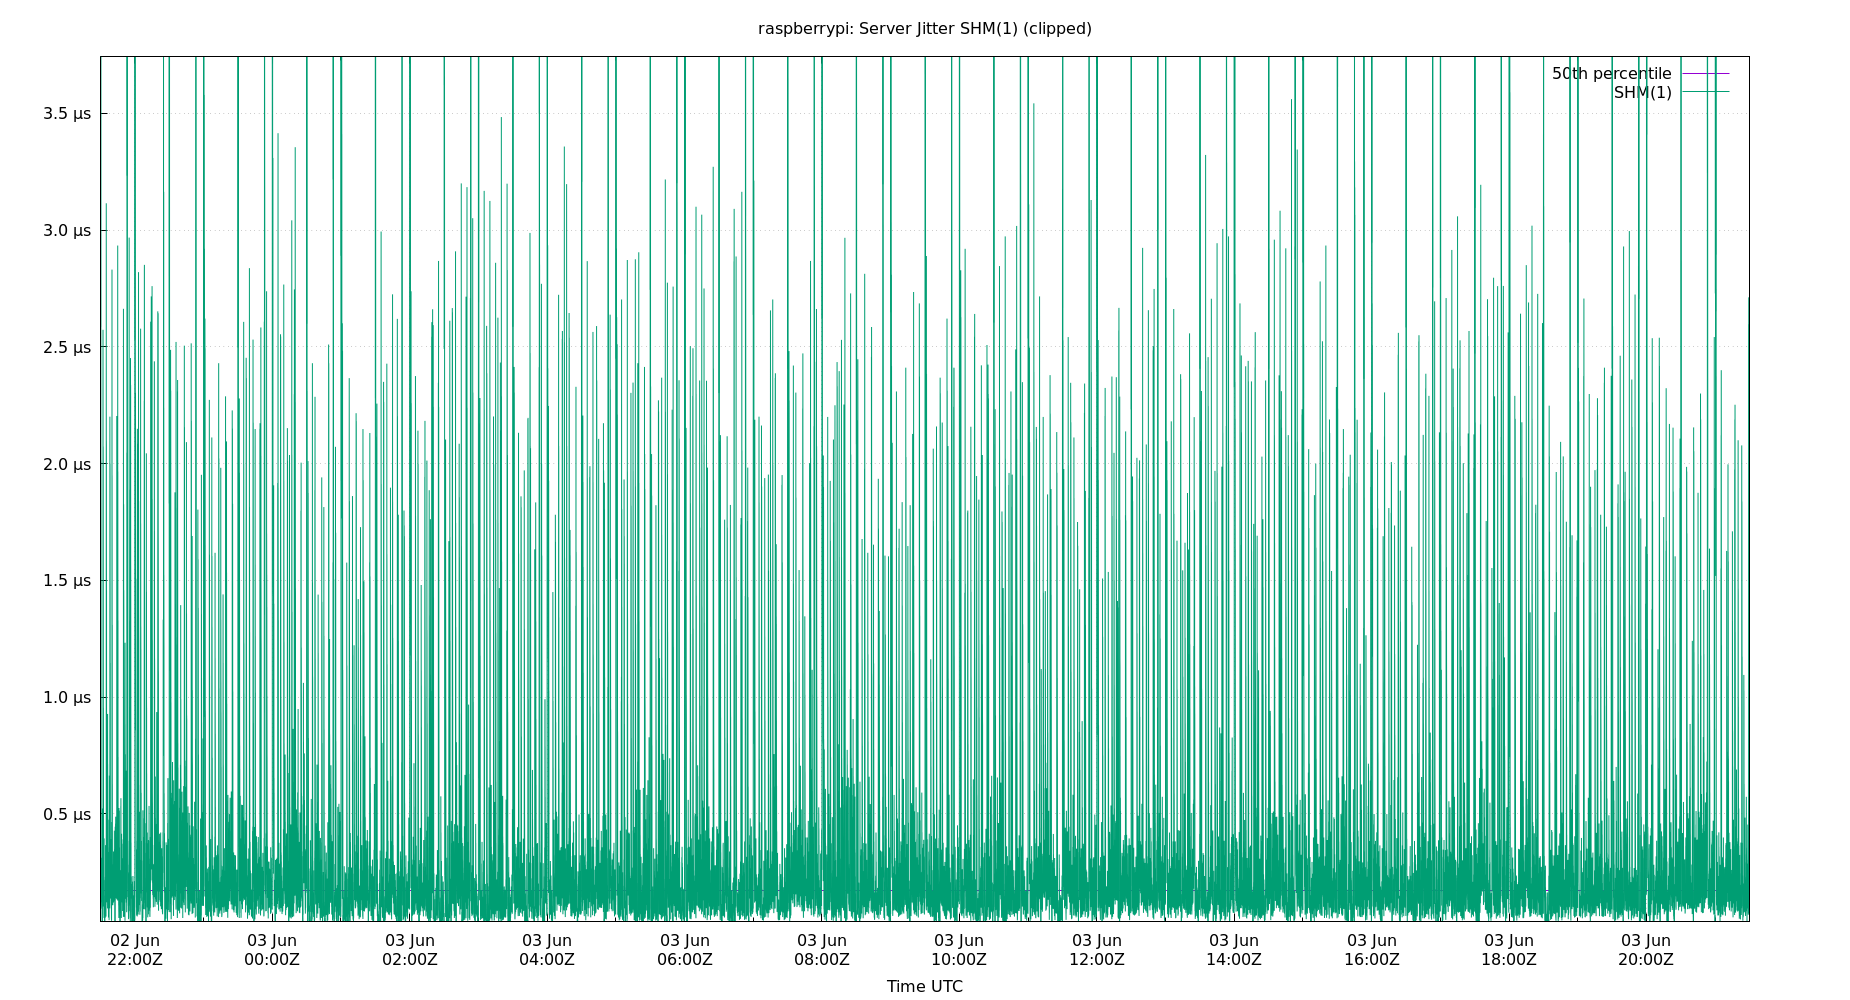 raspberrypi: Server Jitter SHM(1) (clipped)
50th percentile
SHM(1)
3.5 µs
3.0 µs
2.5 µs
2.0 µs
1.5 µs
1.0 µs
0.5 µs
02 Jun 03 Jun 03 Jun 03 Jun 03 Jun 03 Jun 03 Jun 03 Jun 03 Jun 03 Jun 03 Jun 03 Jun
22:00Z 00:00Z 02:00Z 04:00Z 06:00Z 08:00Z 10:00Z 12:00Z 14:00Z 16:00Z 18:00Z 20:00Z
Time UTC